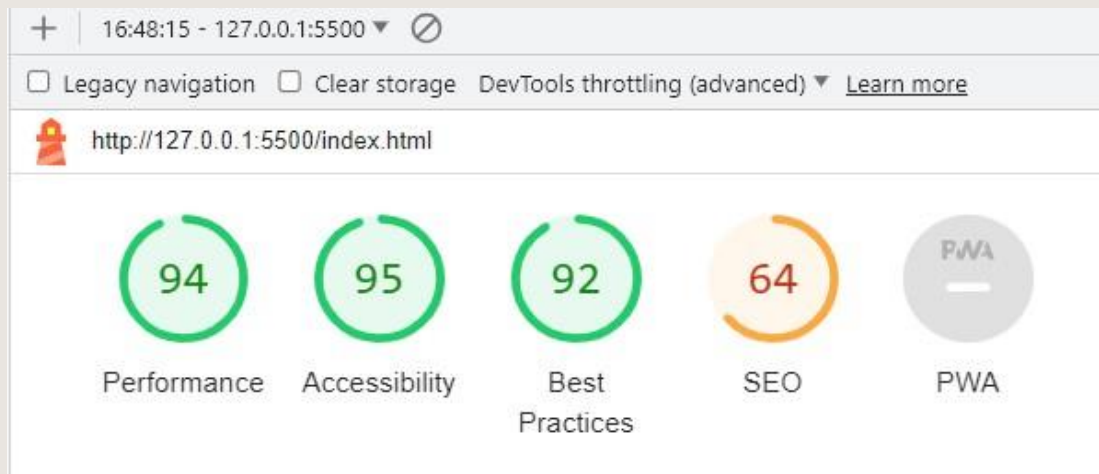 16:48:15 - 127.0.0.1:5500
Legacy navigation Clear storage DevTools throttling (advanced) Learn more
http://127.0.0.1:5500/index.html
94 95 92 64 PWA
Performance Accessibility Best Practices SEO PWA